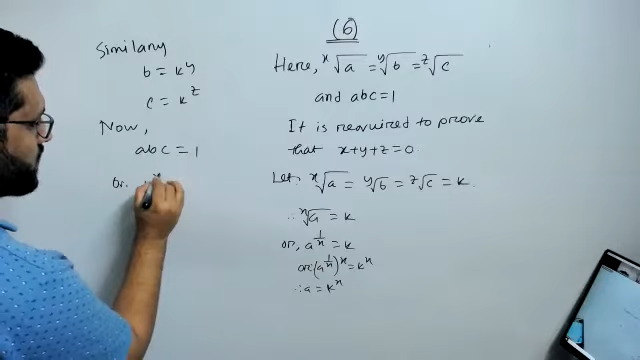 (6)
Here, ˣ√a = ʸ√b = ᶻ√c
and abc = 1
It is required to prove
that x+y+z=0
Let, ˣ√a = ʸ√b = ᶻ√c = k.
∴ ˣ√a = k
or, a^(1/x) = k
or, (a^(1/x))^x = k^x
∴ a = k^x
Similarly
b = k^y
c = k^z
Now,
abc = 1
or,